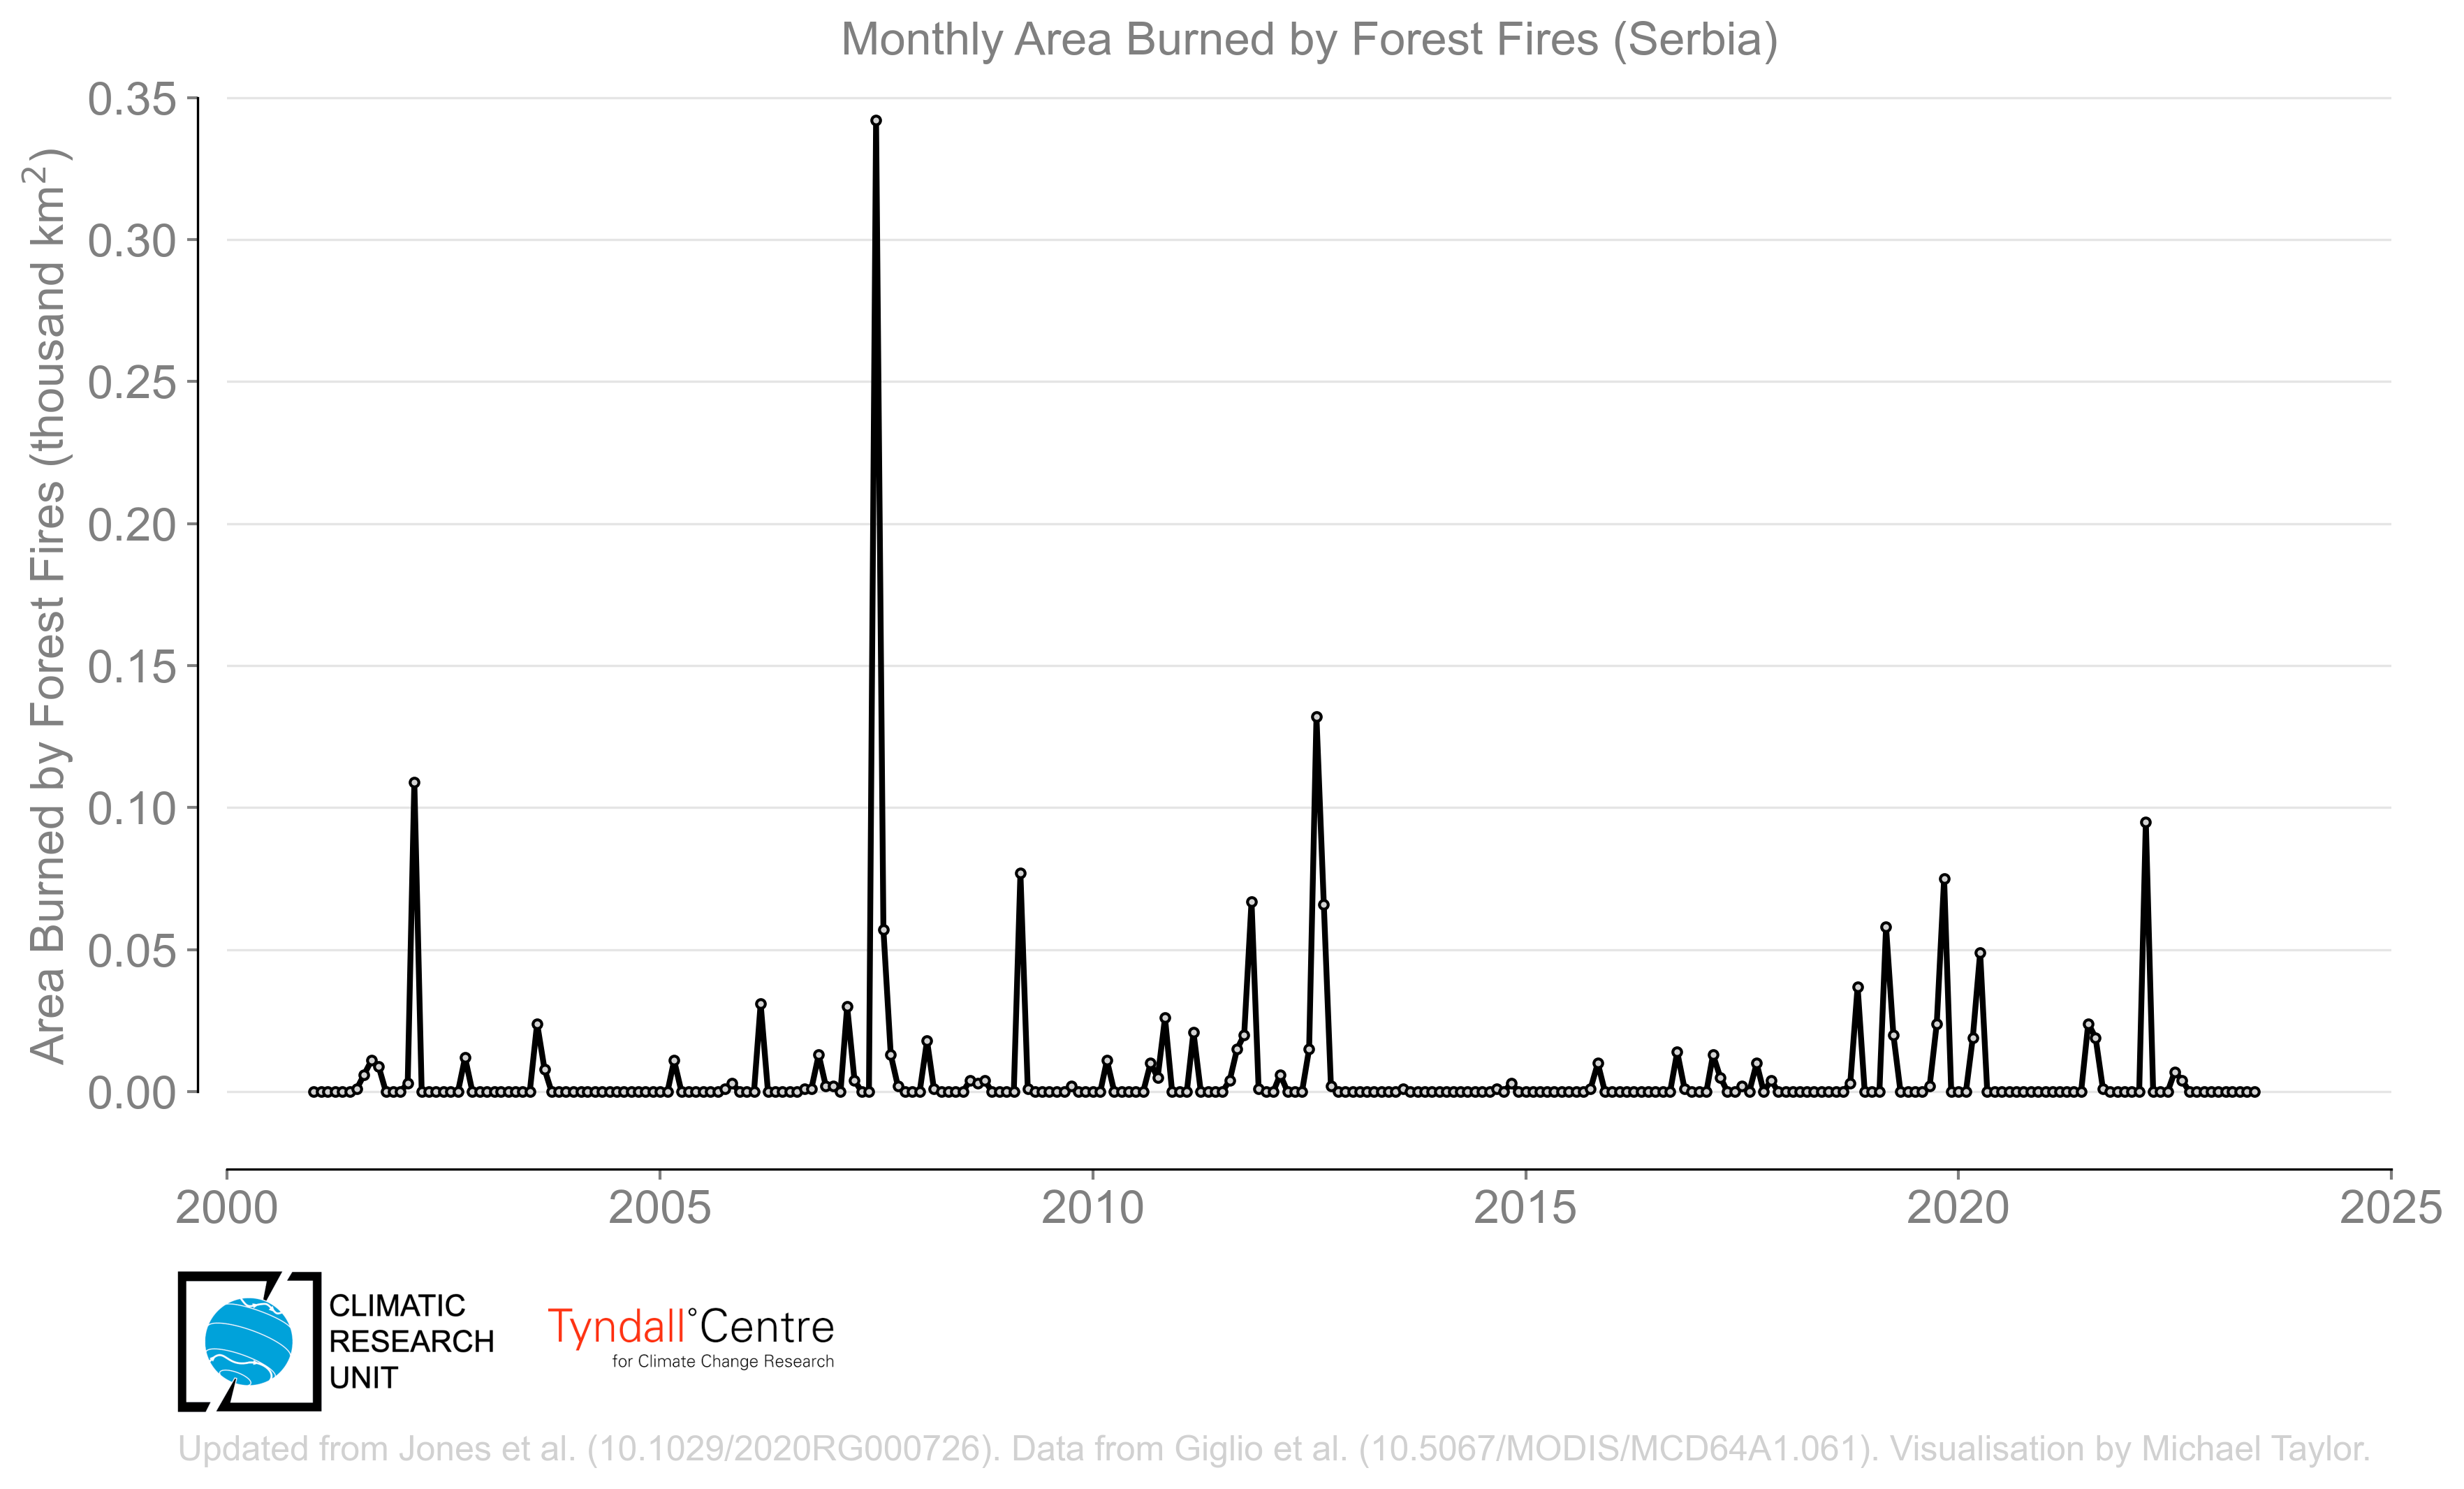 Monthly Area Burned by Forest Fires (Serbia)
Area Burned by Forest Fires (thousand km²)
0.35
0.30
0.25
0.20
0.15
0.10
0.05
0.00
2000 2005 2010 2015 2020 2025
CLIMATIC
RESEARCH
UNIT
Tyndall°Centre
for Climate Change Research
Updated from Jones et al. (10.1029/2020RG000726). Data from Giglio et al. (10.5067/MODIS/MCD64A1.061). Visualisation by Michael Taylor.